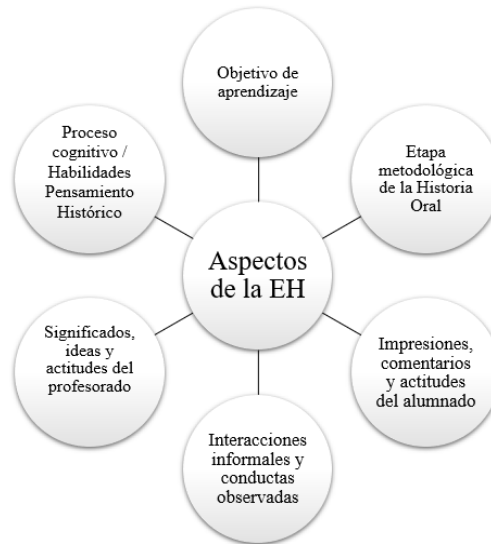 Objetivo de
aprendizaje
Etapa
metodológica
de la Historia
Oral
Impresiones,
comentarios
y actitudes
del alumnado
Interacciones
informales y
conductas
observadas
Significados,
ideas y
actitudes del
profesorado
Proceso
cognitivo /
Habilidades
Pensamiento
Histórico
Aspectos
de la EH